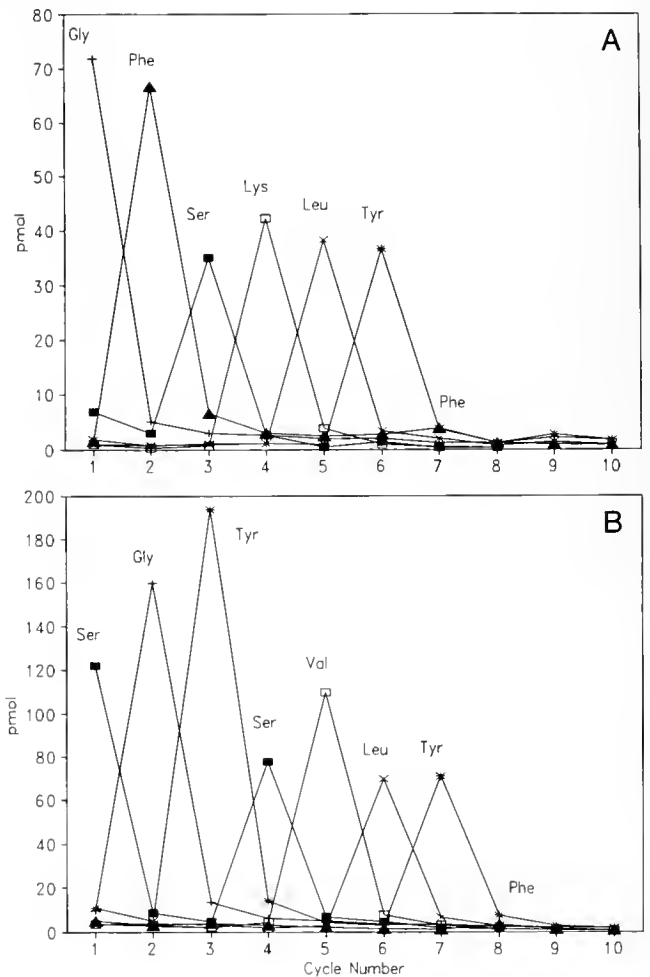 80
A
Gly
Phe
70
60
50
Lys
Leu
Tyr
Ser
pmol
40
30
20
10
Phe
0
1 2 3 4 5 6 7 8 9 10
200
B
180
Tyr
Gly
160
140
Ser
120
Val
pmol
100
Ser
Leu
Tyr
80
60
40
20
Phe
0
1 2 3 4 5 6 7 8 9 10
Cycle Number